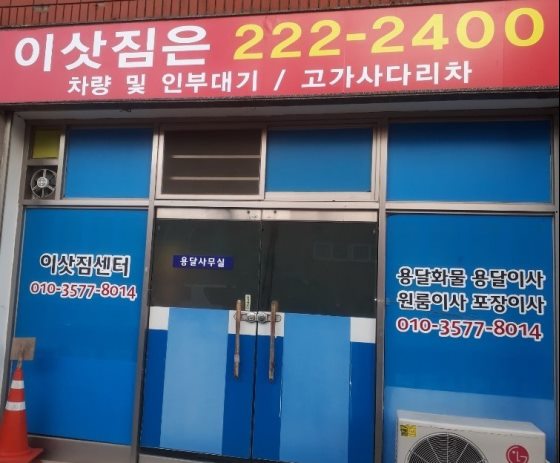 이삿짐은 222-2400
차량 및 인부대기 / 고가사다리차
이삿짐센터
010-3577-8014
용달사무실
용달화물 용달이사
원룸이사 포장이사
010-3577-8014
LG